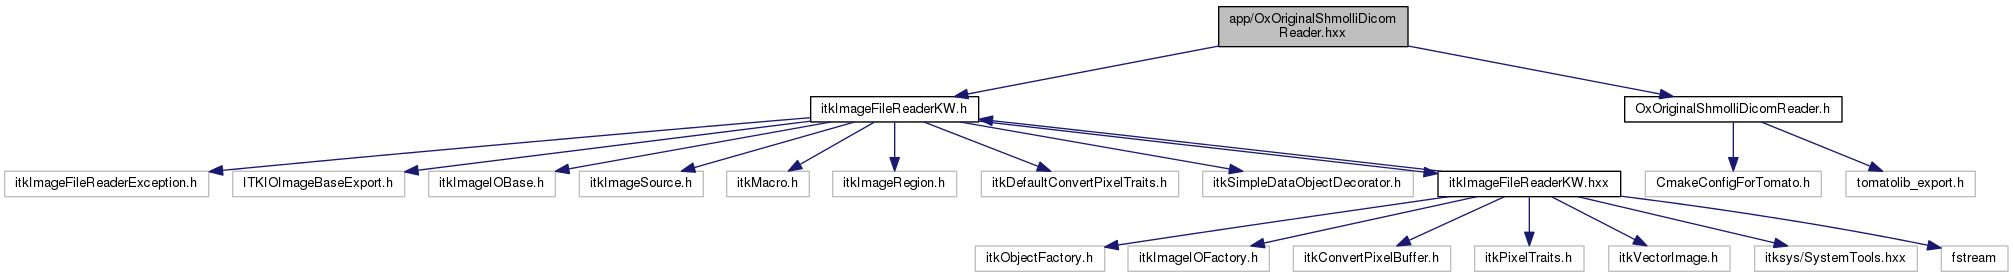 app/OxOriginalShmolliDicom
Reader.hxx
itkImageFileReaderKW.h
OxOriginalShmolliDicomReader.h
itkImageFileReaderException.h
ITKIOImageBaseExport.h
itkImageIOBase.h
itkImageSource.h
itkMacro.h
itkImageRegion.h
itkDefaultConvertPixelTraits.h
itkSimpleDataObjectDecorator.h
itkImageFileReaderKW.hxx
CmakeConfigForTomato.h
tomatolib_export.h
itkObjectFactory.h
itkImageIOFactory.h
itkConvertPixelBuffer.h
itkPixelTraits.h
itkVectorImage.h
itksys/SystemTools.hxx
fstream